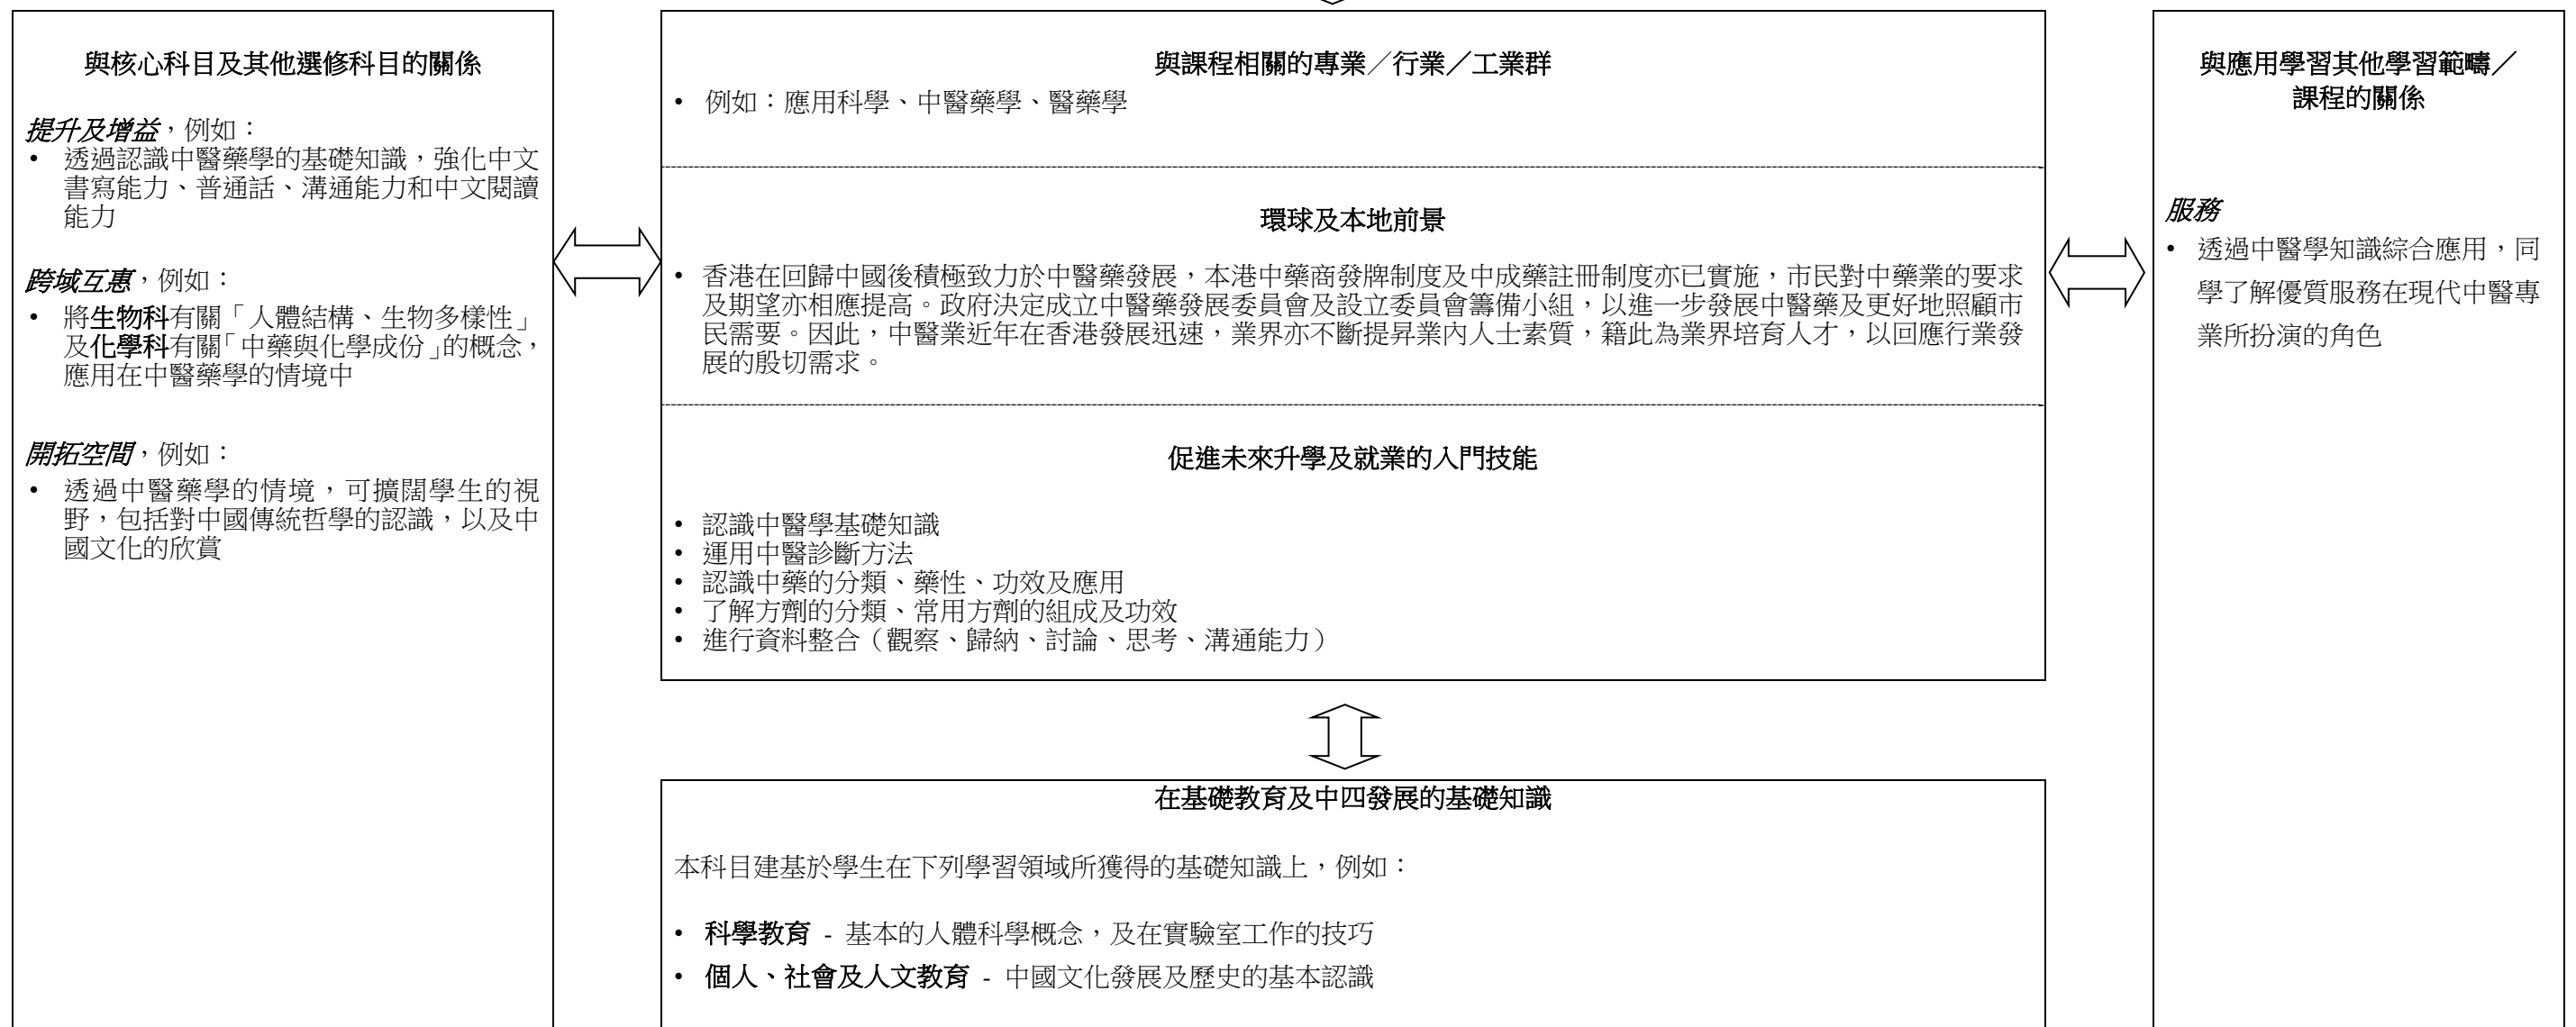 與核心科目及其他選修科目的關係
提升及增益，例如：
• 透過認識中醫藥學的基礎知識，強化中文
書寫能力、普通話、溝通能力和中文閱讀
能力
跨域互惠，例如：
• 將生物科有關「人體結構、生物多樣性」
及化學科有關「中藥與化學成份」的概念，
應用在中醫藥學的情境中
開拓空間，例如：
• 透過中醫藥學的情境，可擴闊學生的視
野，包括對中國傳統哲學的認識，以及中
國文化的欣賞
與課程相關的專業／行業／工業群
• 例如：應用科學、中醫藥學、醫藥學
環球及本地前景
• 香港在回歸中國後積極致力於中醫藥發展，本港中藥商發牌制度及中成藥註冊制度亦已實施，市民對中藥業的要求
及期望亦相應提高。政府決定成立中醫藥發展委員會及設立委員會籌備小組，以進一步發展中醫藥及更好地照顧市
民需要。因此，中醫業近年在香港發展迅速，業界亦不斷提昇業內人士素質，籍此為業界培育人才，以回應行業發
展的殷切需求。
促進未來升學及就業的入門技能
• 認識中醫學基礎知識
• 運用中醫診斷方法
• 認識中藥的分類、藥性、功效及應用
• 了解方劑的分類、常用方劑的組成及功效
• 進行資料整合（觀察、歸納、討論、思考、溝通能力）
在基礎教育及中四發展的基礎知識
本科目建基於學生在下列學習領域所獲得的基礎知識上，例如：
• 科學教育 - 基本的人體科學概念，及在實驗室工作的技巧
• 個人、社會及人文教育 - 中國文化發展及歷史的基本認識
與應用學習其他學習範疇／
課程的關係
服務
• 透過中醫學知識綜合應用，同
學了解優質服務在現代中醫專
業所扮演的角色